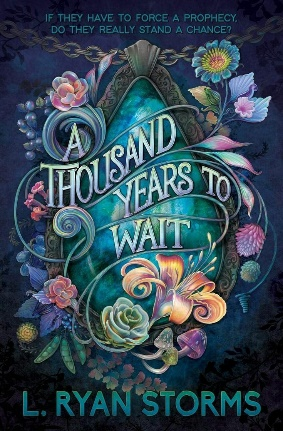 IF THEY HAVE TO FORCE A PROPHECY,
DO THEY REALLY STAND A CHANCE?
A
THOUSAND
YEARS TO
WAIT
L. RYAN STORMS